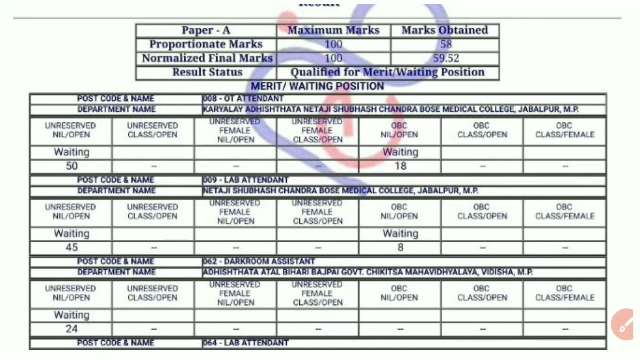 Result
Paper - A Maximum Marks Marks Obtained
Proportionate Marks 100 58
Normalized Final Marks 100 59.52
Result Status Qualified for Merit/Waiting Position
MERIT/ WAITING POSITION
POST CODE & NAME 008 - OT ATTENDANT
DEPARTMENT NAME KARYALAY ADHISHTHATA NETAJI SHUBHASH CHANDRA BOSE MEDICAL COLLEGE, JABALPUR, M.P.
UNRESERVED NIL/OPEN UNRESERVED CLASS/OPEN UNRESERVED FEMALE NIL/OPEN UNRESERVED FEMALE CLASS/OPEN OBC NIL/OPEN OBC CLASS/OPEN OBC CLASS/FEMALE
Waiting Waiting
50 -- -- -- 18 -- --
POST CODE & NAME 009 - LAB ATTENDANT
DEPARTMENT NAME NETAJI SHUBHASH CHANDRA BOSE MEDICAL COLLEGE, JABALPUR, M.P.
UNRESERVED NIL/OPEN UNRESERVED CLASS/OPEN UNRESERVED FEMALE NIL/OPEN UNRESERVED FEMALE CLASS/OPEN OBC NIL/OPEN OBC CLASS/OPEN OBC CLASS/FEMALE
Waiting Waiting
45 -- -- -- 8 -- --
POST CODE & NAME 062 - DARKROOM ASSISTANT
DEPARTMENT NAME ADHISHTHATA ATAL BIHARI BAJPAI GOVT. CHIKITSA MAHAVIDHYALAYA, VIDISHA, M.P.
UNRESERVED NIL/OPEN UNRESERVED CLASS/OPEN UNRESERVED FEMALE NIL/OPEN UNRESERVED FEMALE CLASS/OPEN OBC NIL/OPEN OBC CLASS/OPEN OBC CLASS/FEMALE
Waiting
24 -- -- -- -- -- --
POST CODE & NAME 064 - LAB ATTENDANT